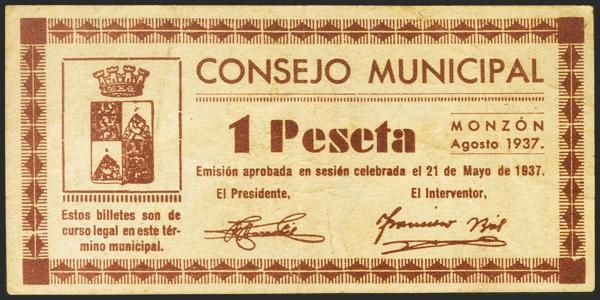 CONSEJO MUNICIPAL
1 Peseta
MONZÓN
Agosto 1937.
Emisión aprobada en sesión celebrada el 21 de Mayo de 1937.
El Presidente,
El Interventor,
Francisco
Estos billetes son de
curso legal en este tér-
mino municipal.